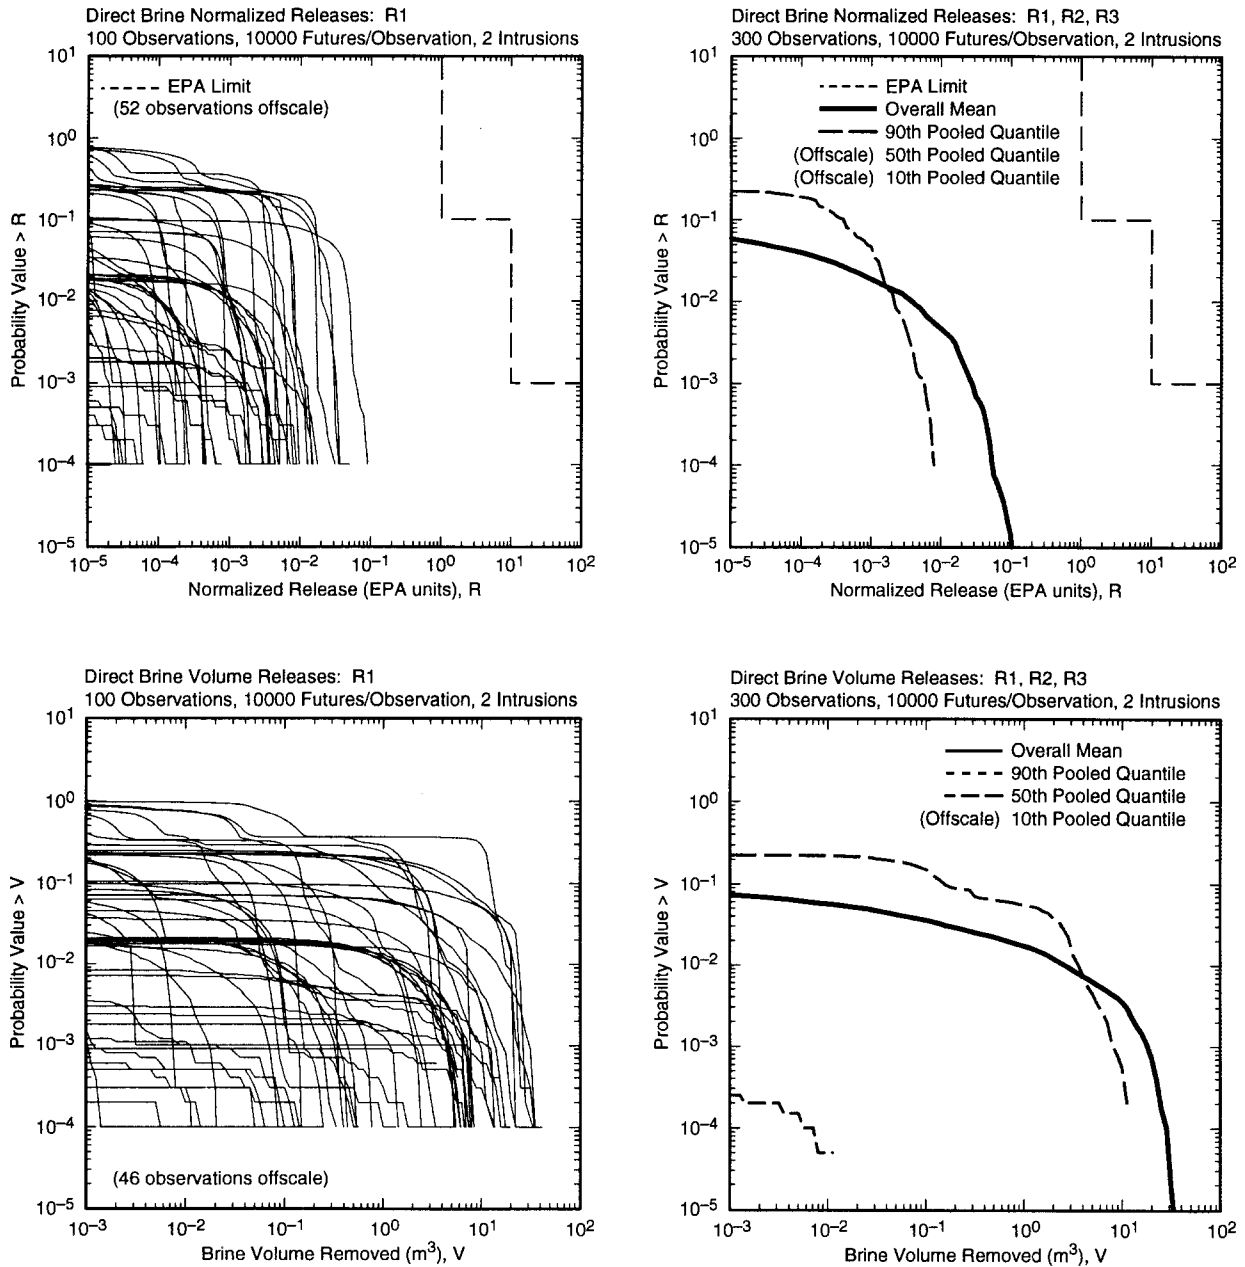 Direct Brine Normalized Releases: R1
100 Observations, 10000 Futures/Observation, 2 Intrusions
10¹
10⁰
10⁻¹
10⁻²
10⁻³
10⁻⁴
10⁻⁵
Probability Value > R
EPA Limit
(52 observations offscale)
10⁻⁵ 10⁻⁴ 10⁻³ 10⁻² 10⁻¹ 10⁰ 10¹ 10²
Normalized Release (EPA units), R
Direct Brine Normalized Releases: R1, R2, R3
300 Observations, 10000 Futures/Observation, 2 Intrusions
10¹
10⁰
10⁻¹
10⁻²
10⁻³
10⁻⁴
10⁻⁵
Probability Value > R
EPA Limit
Overall Mean
90th Pooled Quantile
(Offscale) 50th Pooled Quantile
(Offscale) 10th Pooled Quantile
10⁻⁵ 10⁻⁴ 10⁻³ 10⁻² 10⁻¹ 10⁰ 10¹ 10²
Normalized Release (EPA units), R
Direct Brine Volume Releases: R1
100 Observations, 10000 Futures/Observation, 2 Intrusions
10¹
10⁰
10⁻¹
10⁻²
10⁻³
10⁻⁴
10⁻⁵
Probability Value > V
(46 observations offscale)
10⁻³ 10⁻² 10⁻¹ 10⁰ 10¹ 10²
Brine Volume Removed (m³), V
Direct Brine Volume Releases: R1, R2, R3
300 Observations, 10000 Futures/Observation, 2 Intrusions
10¹
10⁰
10⁻¹
10⁻²
10⁻³
10⁻⁴
10⁻⁵
Probability Value > V
Overall Mean
90th Pooled Quantile
50th Pooled Quantile
(Offscale) 10th Pooled Quantile
10⁻³ 10⁻² 10⁻¹ 10⁰ 10¹ 10²
Brine Volume Removed (m³), V